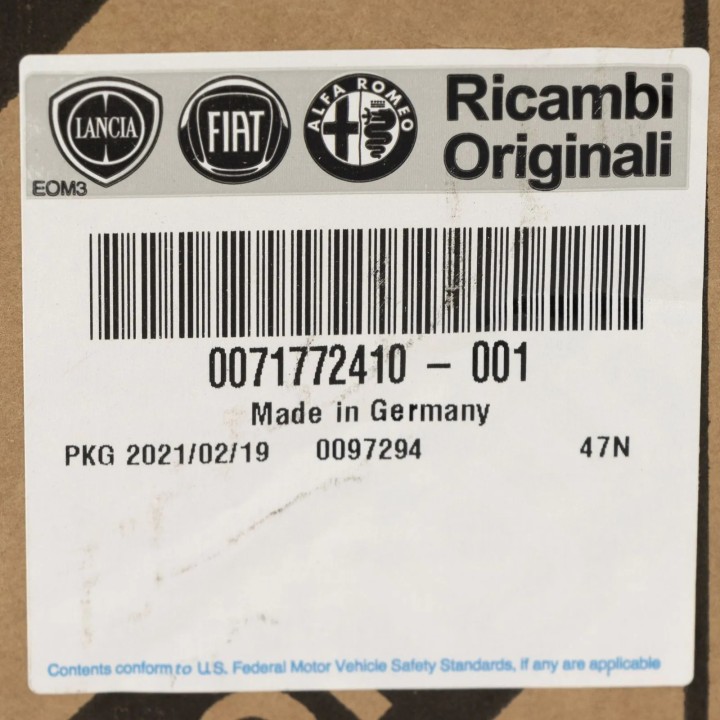 LANCIA FIAT ALFA ROMEO Ricambi
Originali
EOM3
0071772410 - 001
Made in Germany
PKG 2021/02/19 0097294 47N
Contents conform to U.S. Federal Motor Vehicle Safety Standards, if any are applicable